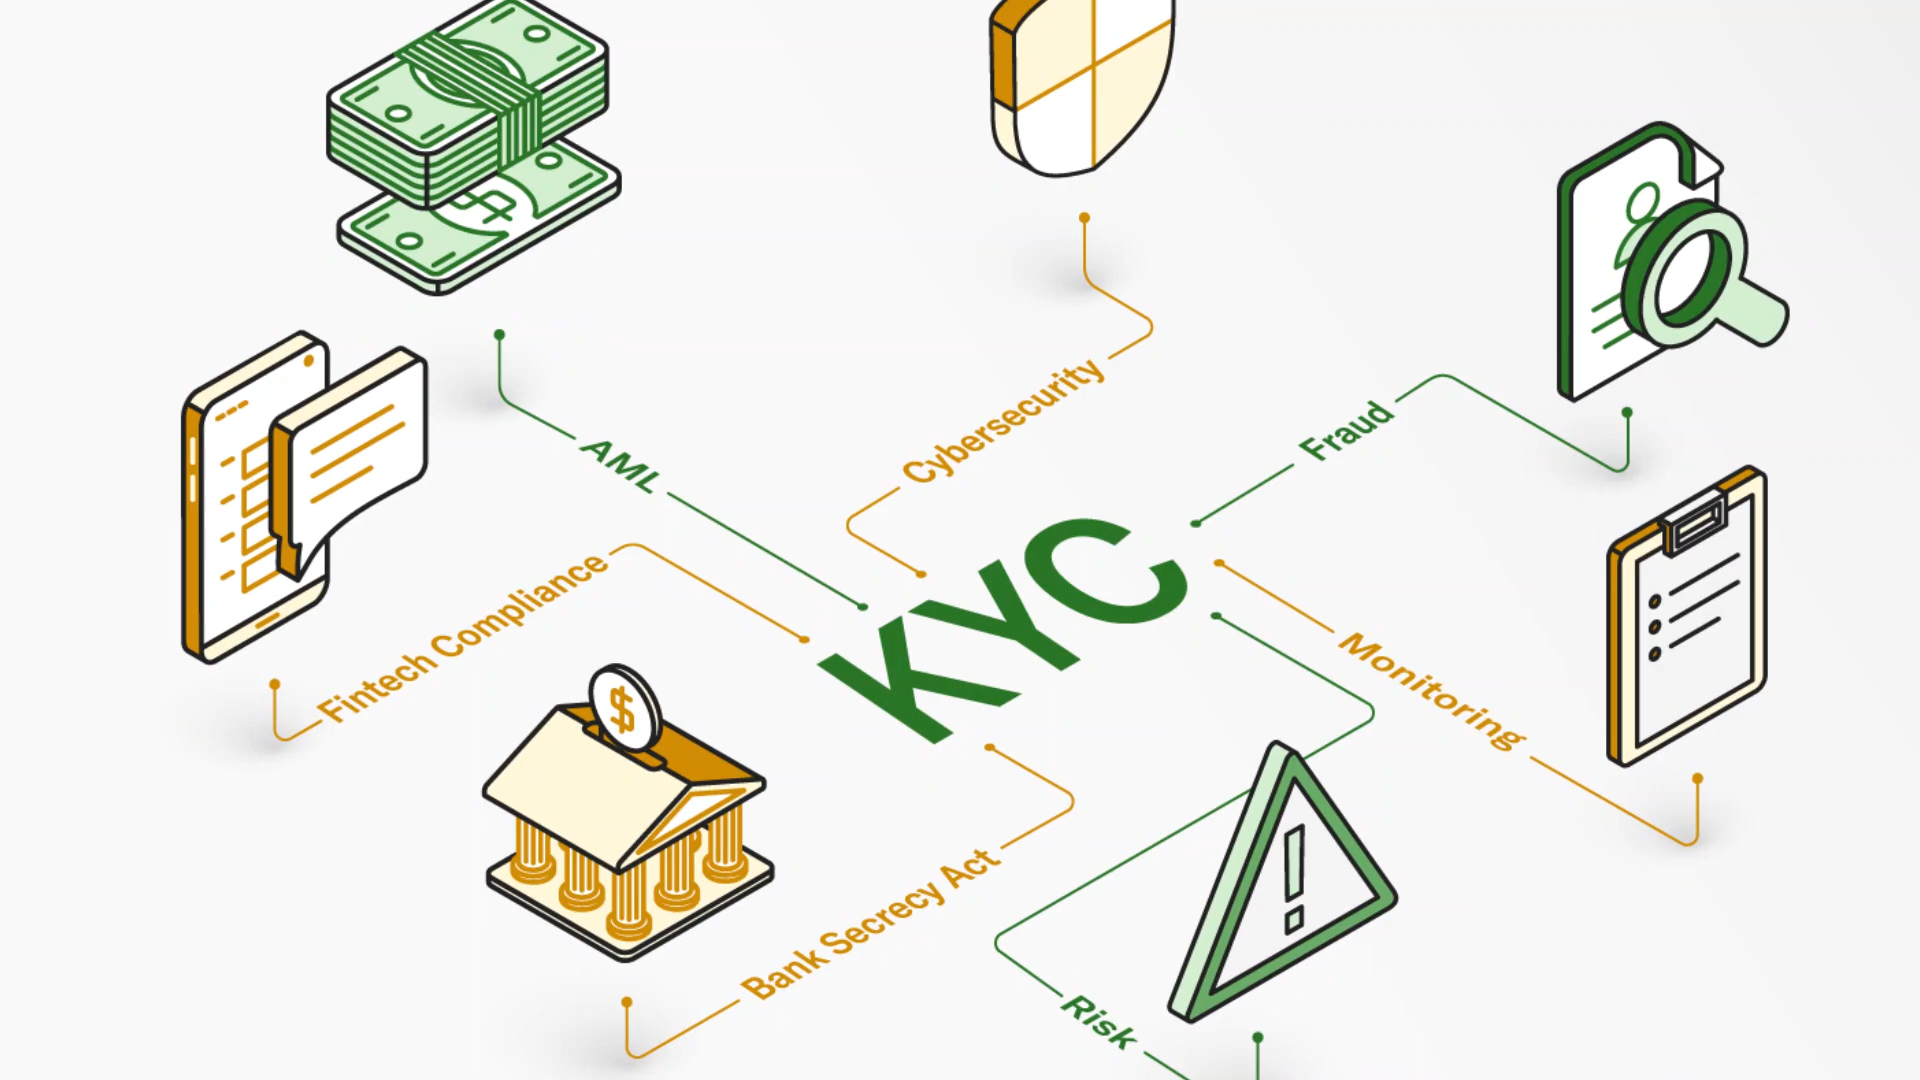 AML
Cybersecurity
Fraud
KYC
Fintech Compliance
Monitoring
$
Bank Secrecy Act
!
Risk